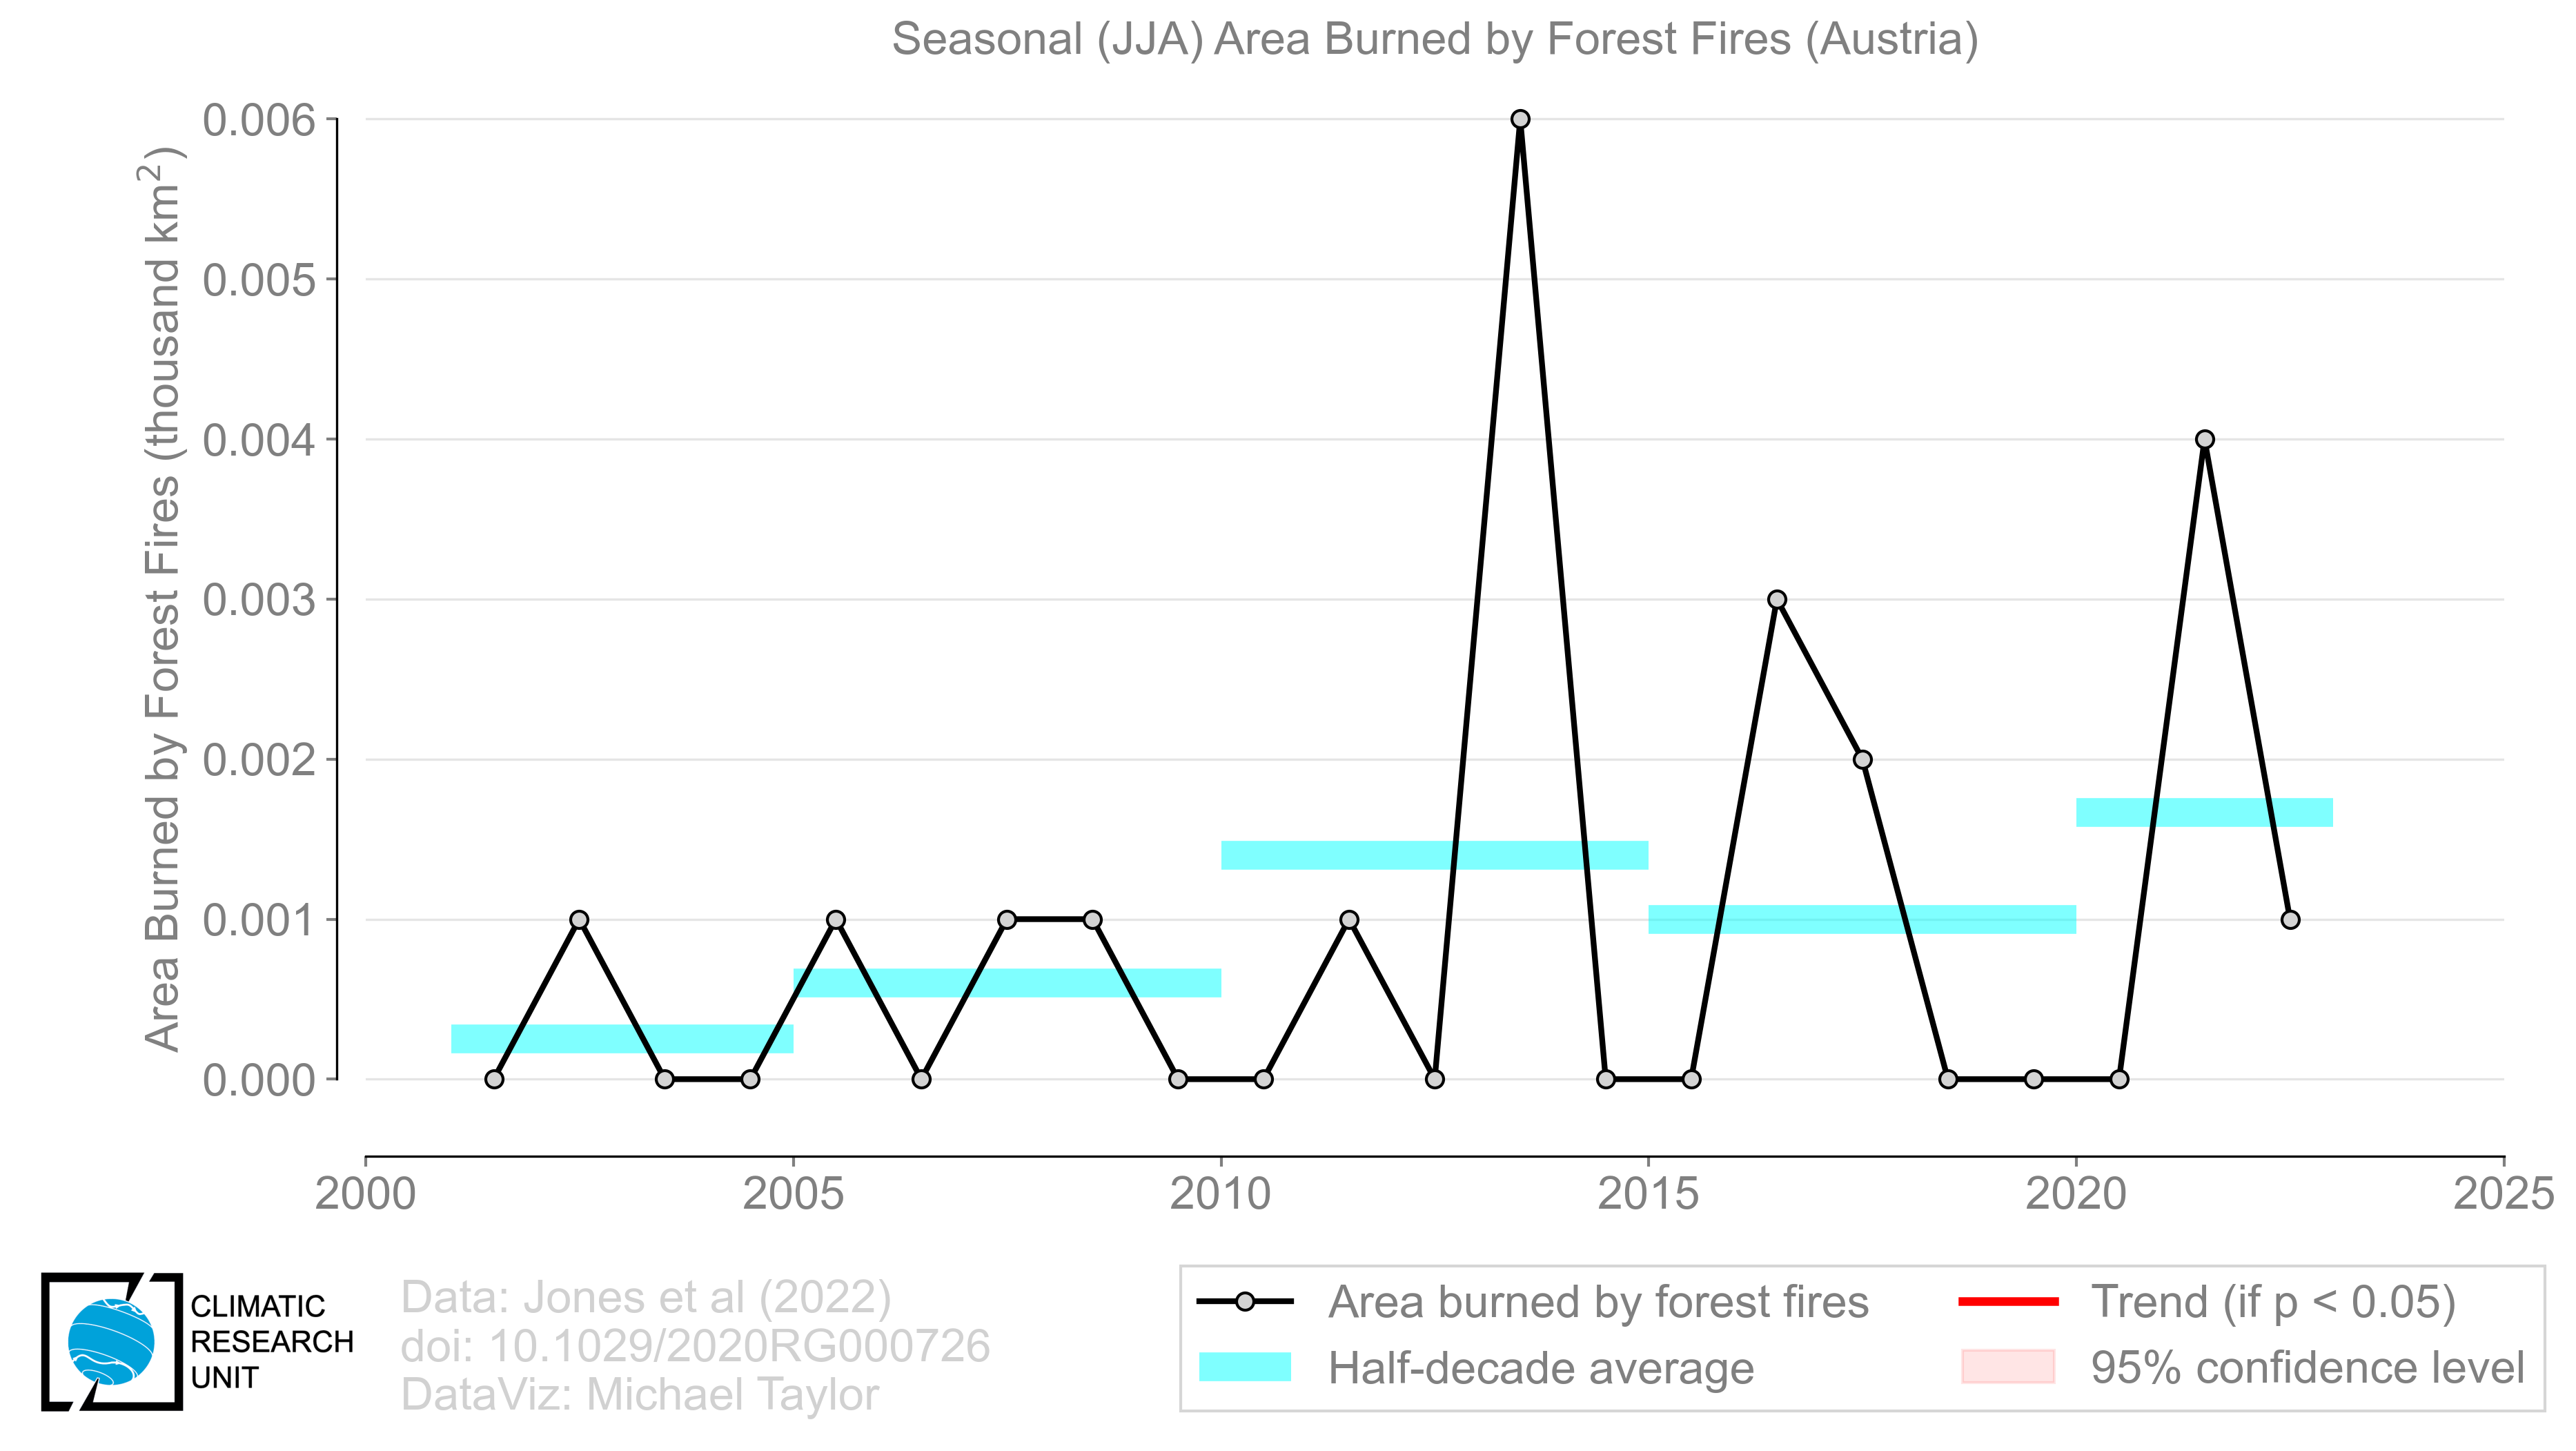 Seasonal (JJA) Area Burned by Forest Fires (Austria)
Area Burned by Forest Fires (thousand km²)
0.006
0.005
0.004
0.003
0.002
0.001
0.000
2000 2005 2010 2015 2020 2025
CLIMATIC
RESEARCH
UNIT
Data: Jones et al (2022)
doi: 10.1029/2020RG000726
DataViz: Michael Taylor
Area burned by forest fires
Half-decade average
Trend (if p < 0.05)
95% confidence level